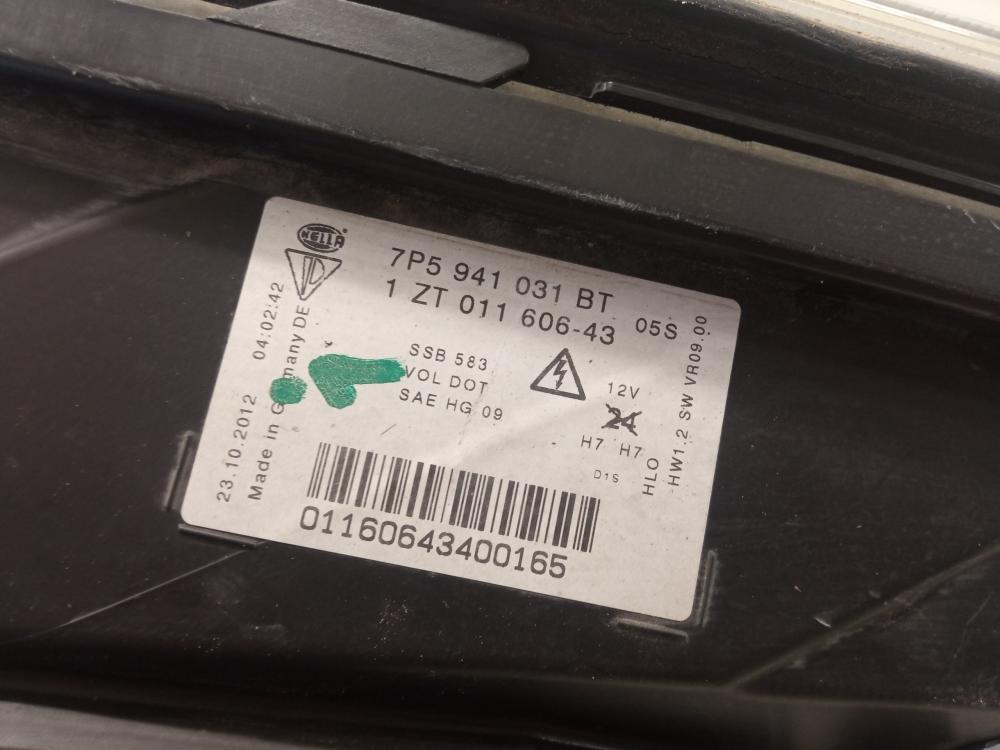 HELLA
7P5 941 031 BT
1 ZT 011 606-43
05S
SSB 583
VOL DOT
SAE HG 09
12V
24
H7 H7
D1S
HLO
HW1.2 SW VR09.00
23.10.2012 04:02:42
Made in Germany DE
01160643400165